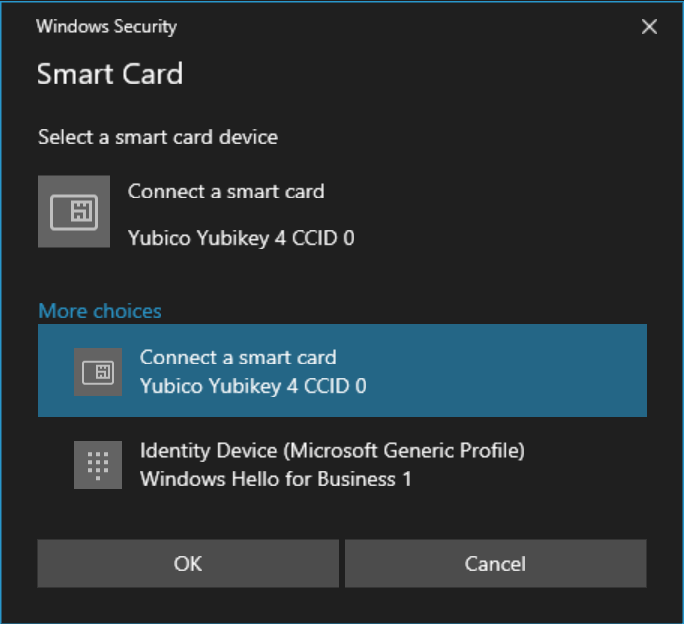 Windows Security
Smart Card
Select a smart card device
Connect a smart card
Yubico Yubikey 4 CCID 0
More choices
Connect a smart card
Yubico Yubikey 4 CCID 0
Identity Device (Microsoft Generic Profile)
Windows Hello for Business 1
OK
Cancel